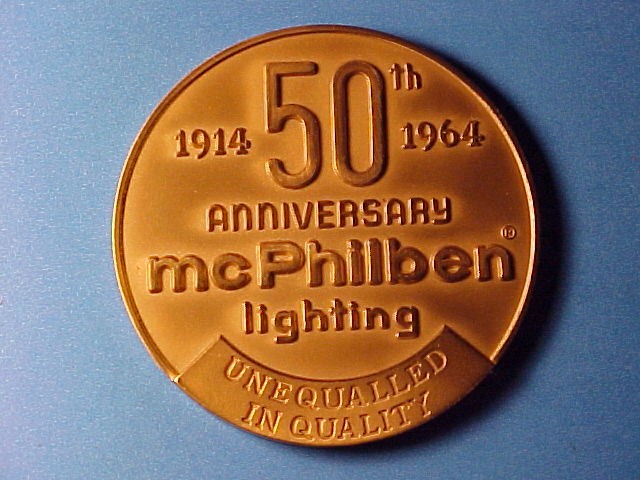 50th
1914 1964
ANNIVERSARY
mcPhilben®
lighting
UNEQUALLED
IN QUALITY